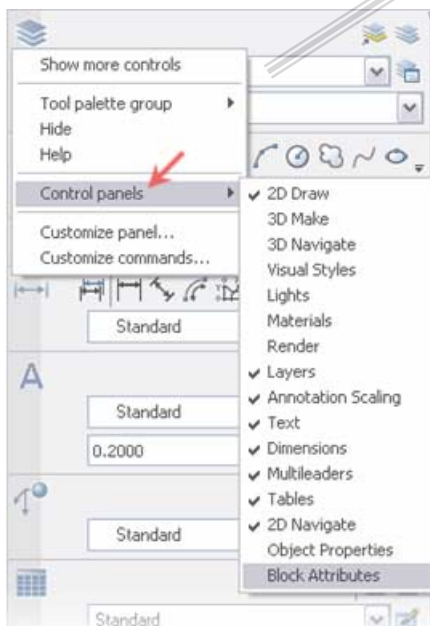 Show more controls
Tool palette group
Hide
Help
Control panels
Customize panel...
Customize commands...
2D Draw
3D Make
3D Navigate
Visual Styles
Lights
Materials
Render
Layers
Annotation Scaling
Text
Dimensions
Multileaders
Tables
2D Navigate
Object Properties
Block Attributes
Standard
A
Standard
0.2000
Standard
Standard